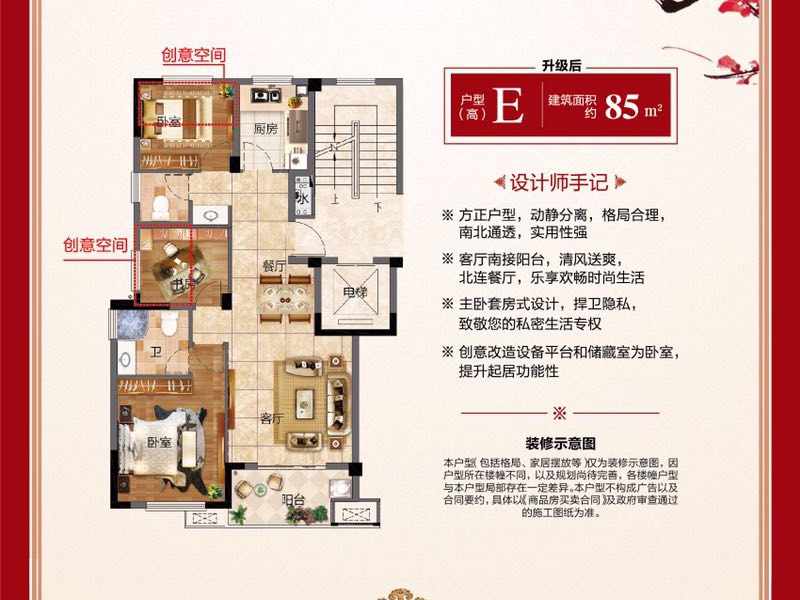 创意空间
卧室
厨房
水
上
下
创意空间
书房
餐厅
电梯
卫
卧室
客厅
阳台
升级后
户型
(高)
E
建筑面积
约
85 m²
设计师手记
※ 方正户型，动静分离，格局合理，
南北通透，实用性强
※ 客厅南接阳台，清风送爽，
北连餐厅，乐享欢畅时尚生活
※ 主卧套房式设计，捍卫隐私，
致敬您的私密生活专权
※ 创意改造设备平台和储藏室为卧室，
提升起居功能性
※
装修示意图
本户型(包括格局、家居摆放等)仅为装修示意图，因
户型所在楼幢不同，以及规划尚待完善，各楼幢户型
与本户型局部存在一定差异。本户型不构成广告以及
合同要约，具体以《商品房买卖合同》及政府审查通过
的施工图纸为准。